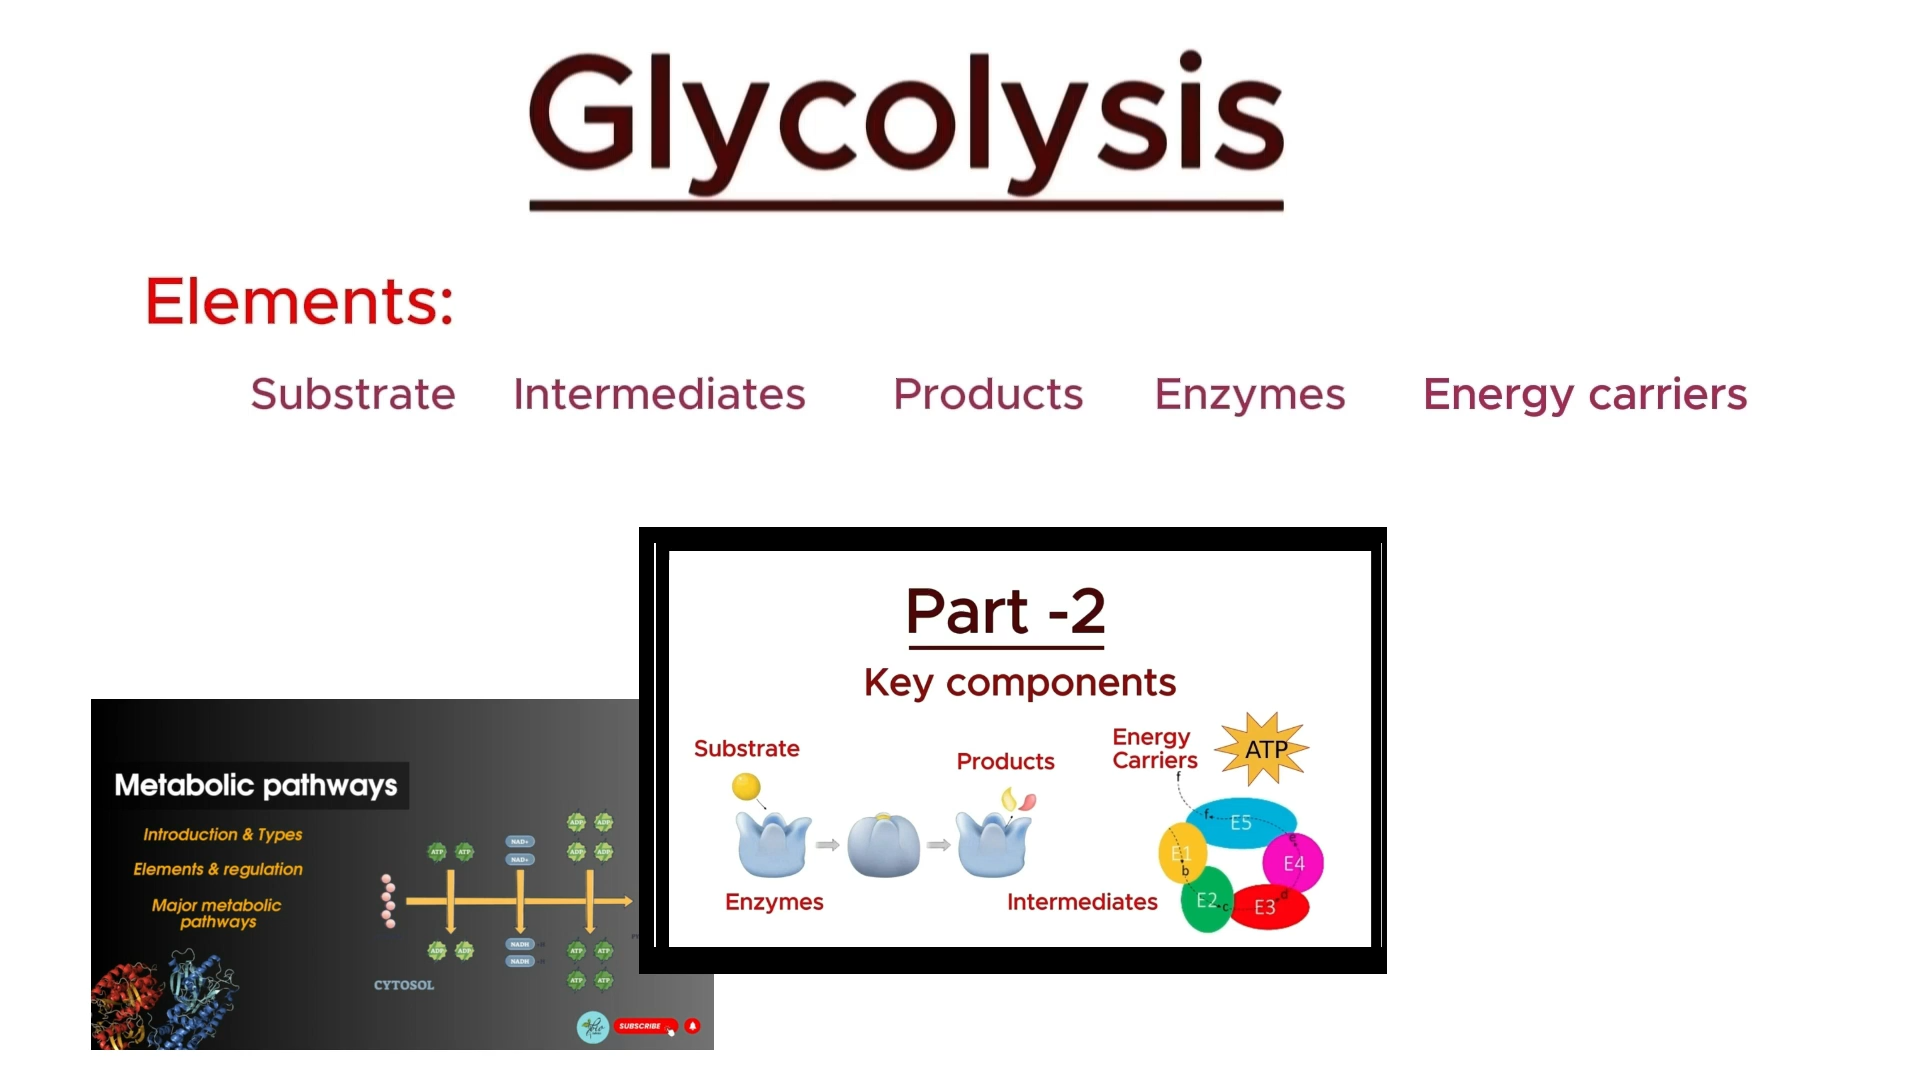 Glycolysis
Elements:
Substrate Intermediates Products Enzymes Energy carriers
Part -2
Key components
Substrate
Products
Energy
Carriers
ATP
f
f
E5
e
E1
E4
b
d
E2
c
E3
Enzymes
Intermediates
Metabolic pathways
Introduction & Types
Elements & regulation
Major metabolic
pathways
ADP ADP
NAD+
ATP ATP
ADP ADP
NAD+
ADP ADP
NADH
ATP ATP
NADH
ATP ATP
CYTOSOL
SUBSCRIBE